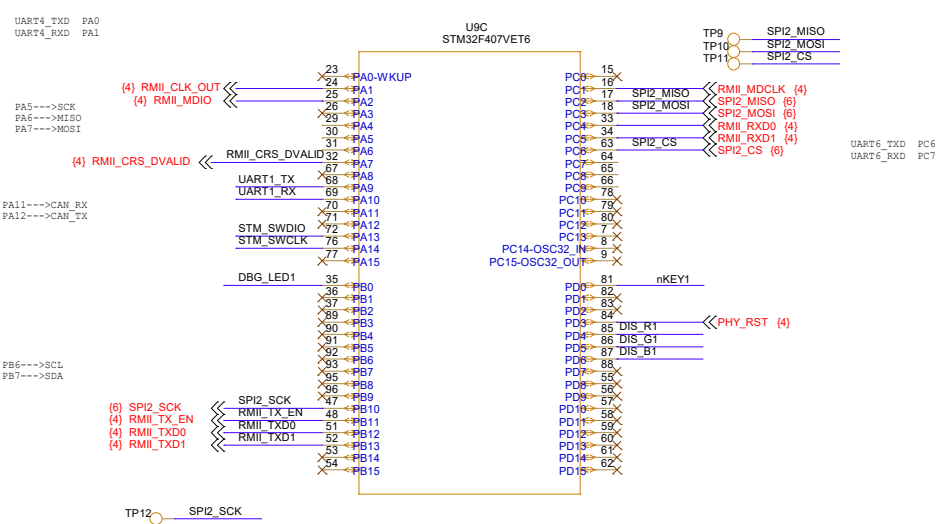 UART4_TXD PA0
UART4_RXD PA1
U9C
STM32F407VET6
TP9 SPI2_MISO
TP10 SPI2_MOSI
TP11 SPI2_CS
23 PA0-WKUP PC0 15
{4} RMII_CLK_OUT 24 PA1 PC1 16 RMII_MDCLK {4}
{4} RMII_MDIO 25 PA2 PC2 17 SPI2_MISO SPI2_MISO {6}
26 PA3 PC3 18 SPI2_MOSI SPI2_MOSI {6}
29 PA4 PC4 33 RMII_RXD0 {4}
30 PA5 PC5 34 RMII_RXD1 {4}
31 PA6 PC6 63 SPI2_CS SPI2_CS {6}
{4} RMII_CRS_DVALID RMII_CRS_DVALID 32 PA7 PC7 64
67 PA8 PC8 65
UART1_TX 68 PA9 PC9 66
UART1_RX 69 PA10 PC10 78
70 PA11 PC11 79
71 PA12 PC12 80
STM_SWDIO 72 PA13 PC13 7
STM_SWCLK 76 PA14 PC14-OSC32_IN 8
77 PA15 PC15-OSC32_OUT 9
PA5--->SCK
PA6--->MISO
PA7--->MOSI
UART6_TXD PC6
UART6_RXD PC7
PA11--->CAN_RX
PA12--->CAN_TX
DBG_LED1 35 PB0 PD0 81 nKEY1
36 PB1 PD1 82
37 PB2 PD2 83
89 PB3 PD3 84 PHY_RST {4}
90 PB4 PD4 85 DIS_R1
91 PB5 PD5 86 DIS_G1
92 PB6 PD6 87 DIS_B1
93 PB7 PD7 88
95 PB8 PD8 55
96 PB9 PD9 56
{6} SPI2_SCK SPI2_SCK 47 PB10 PD10 57
{4} RMII_TX_EN RMII_TX_EN 48 PB11 PD11 58
{4} RMII_TXD0 RMII_TXD0 51 PB12 PD12 59
{4} RMII_TXD1 RMII_TXD1 52 PB13 PD13 60
53 PB14 PD14 61
54 PB15 PD15 62
PB6--->SCL
PB7--->SDA
TP12 SPI2_SCK